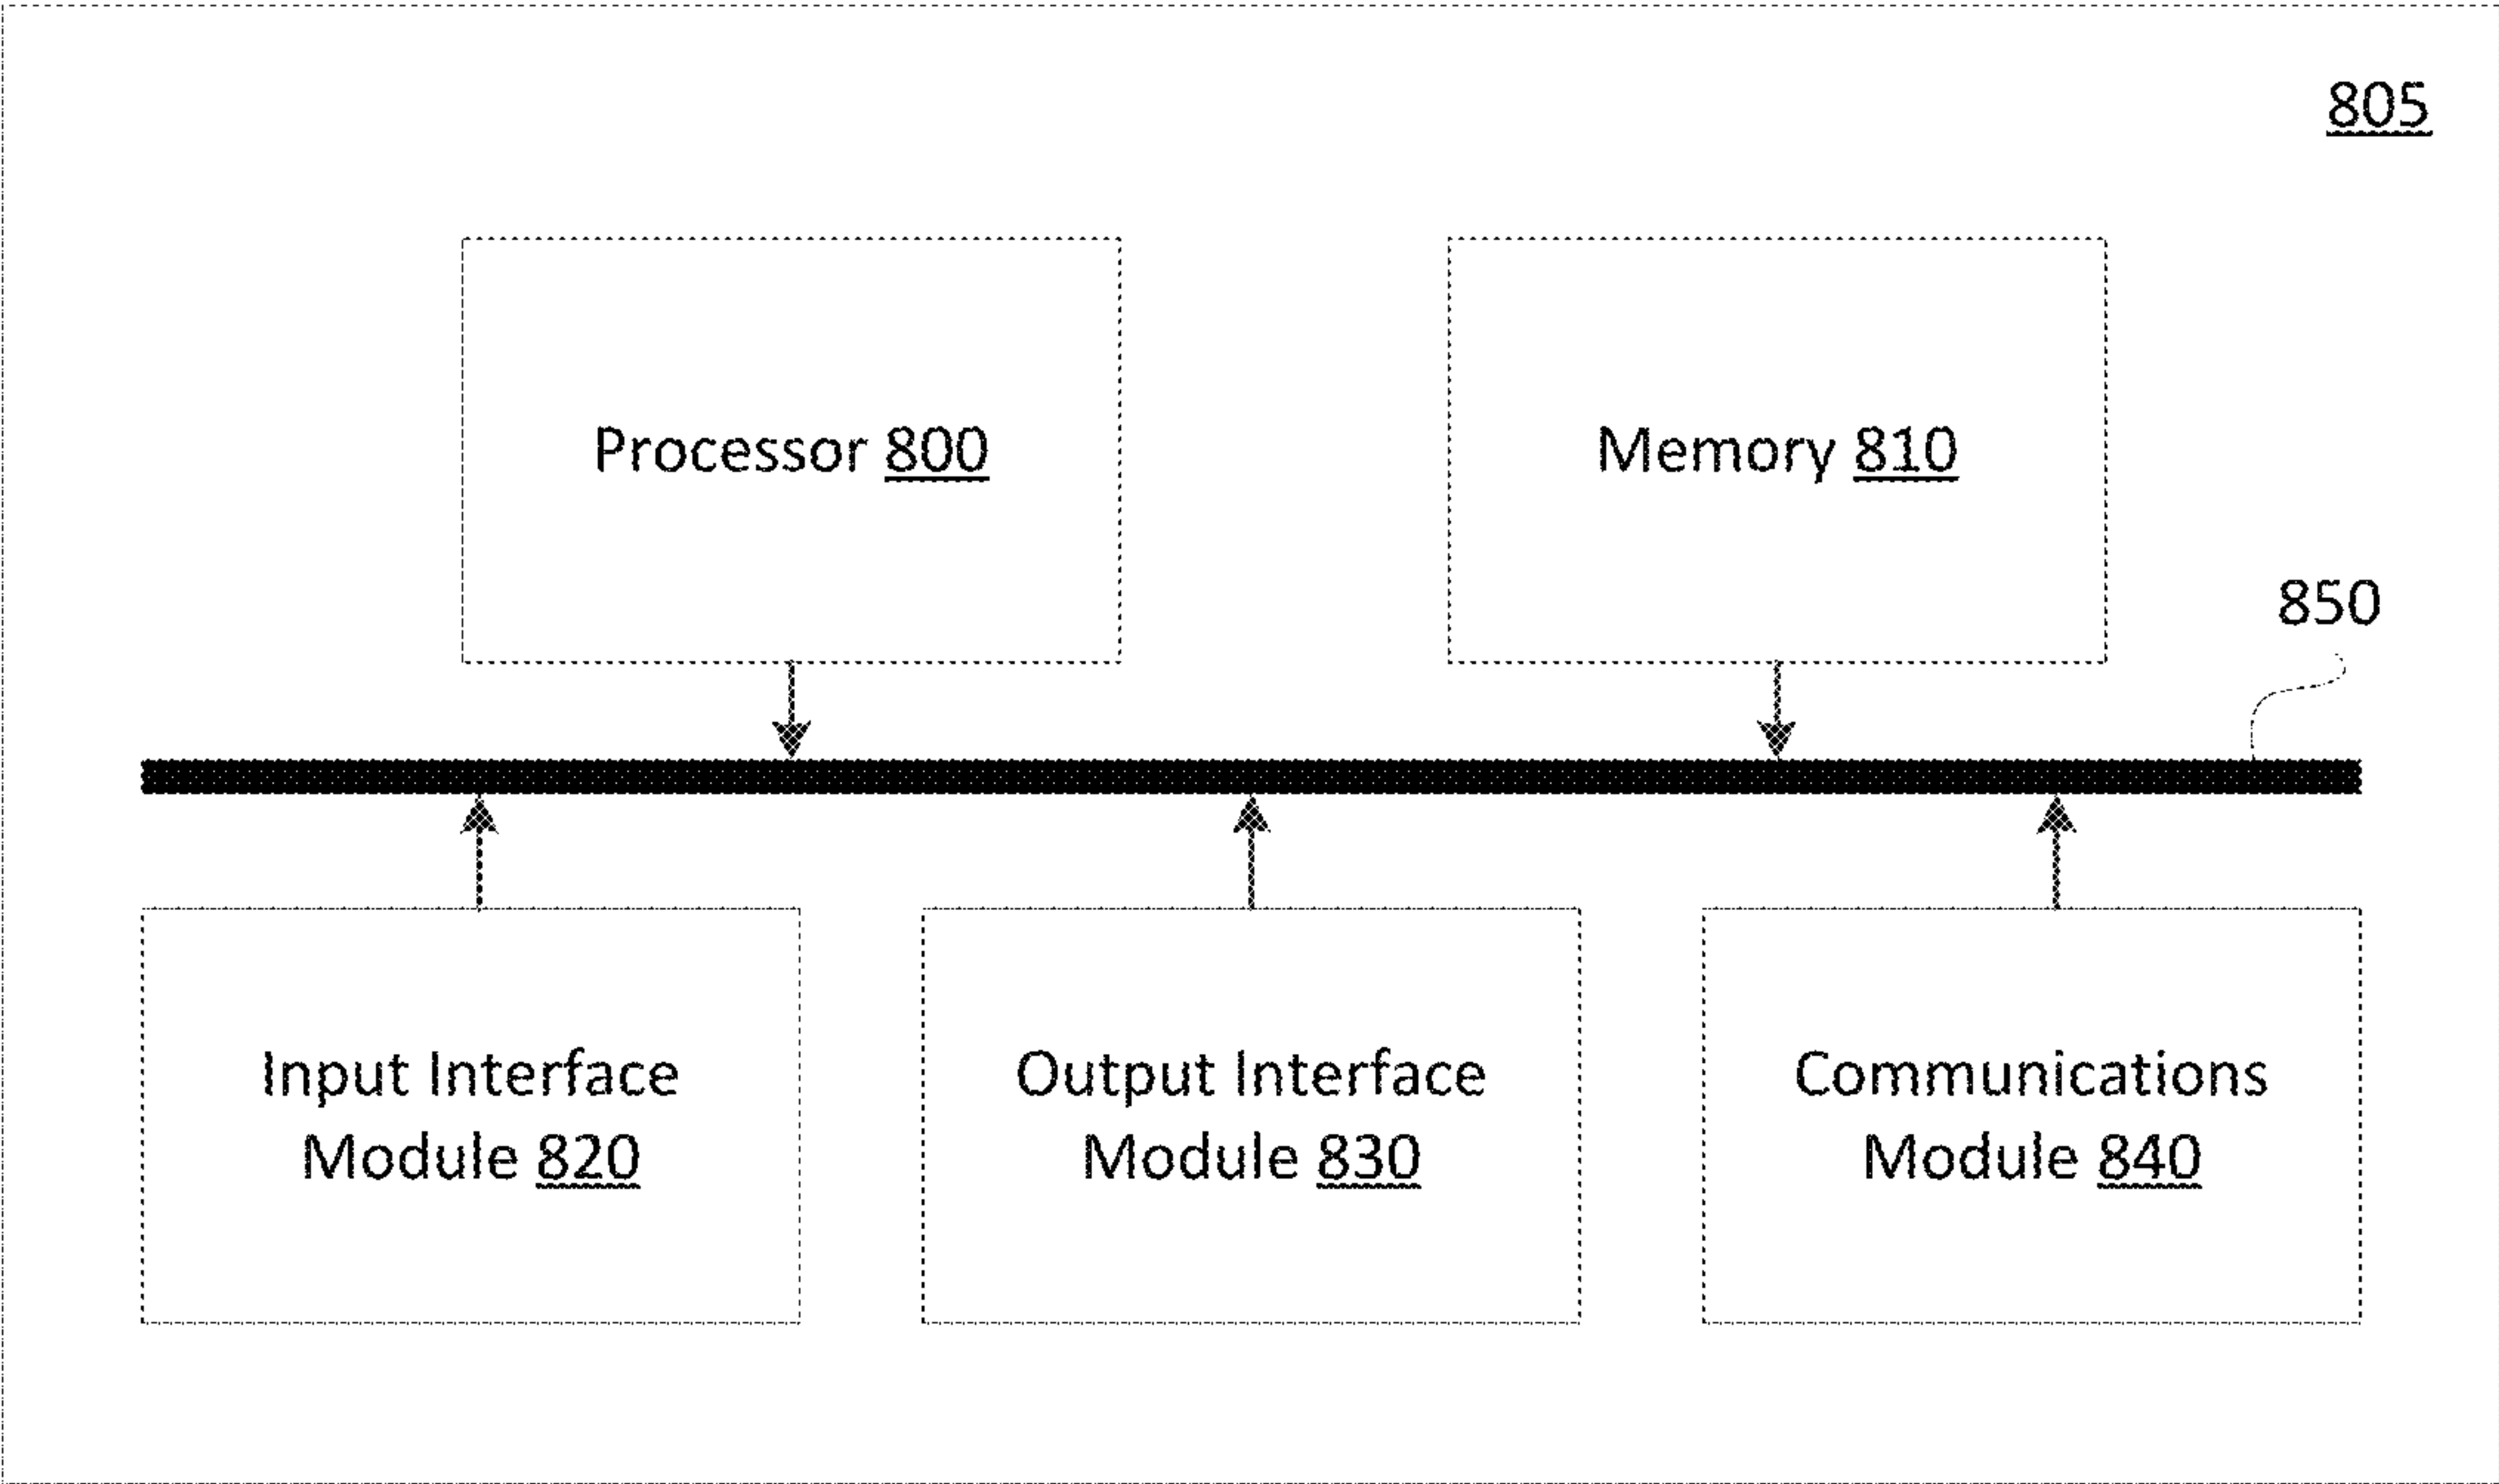 805
Processor 800
Memory 810
850
Input Interface
Module 820
Output Interface
Module 830
Communications
Module 840